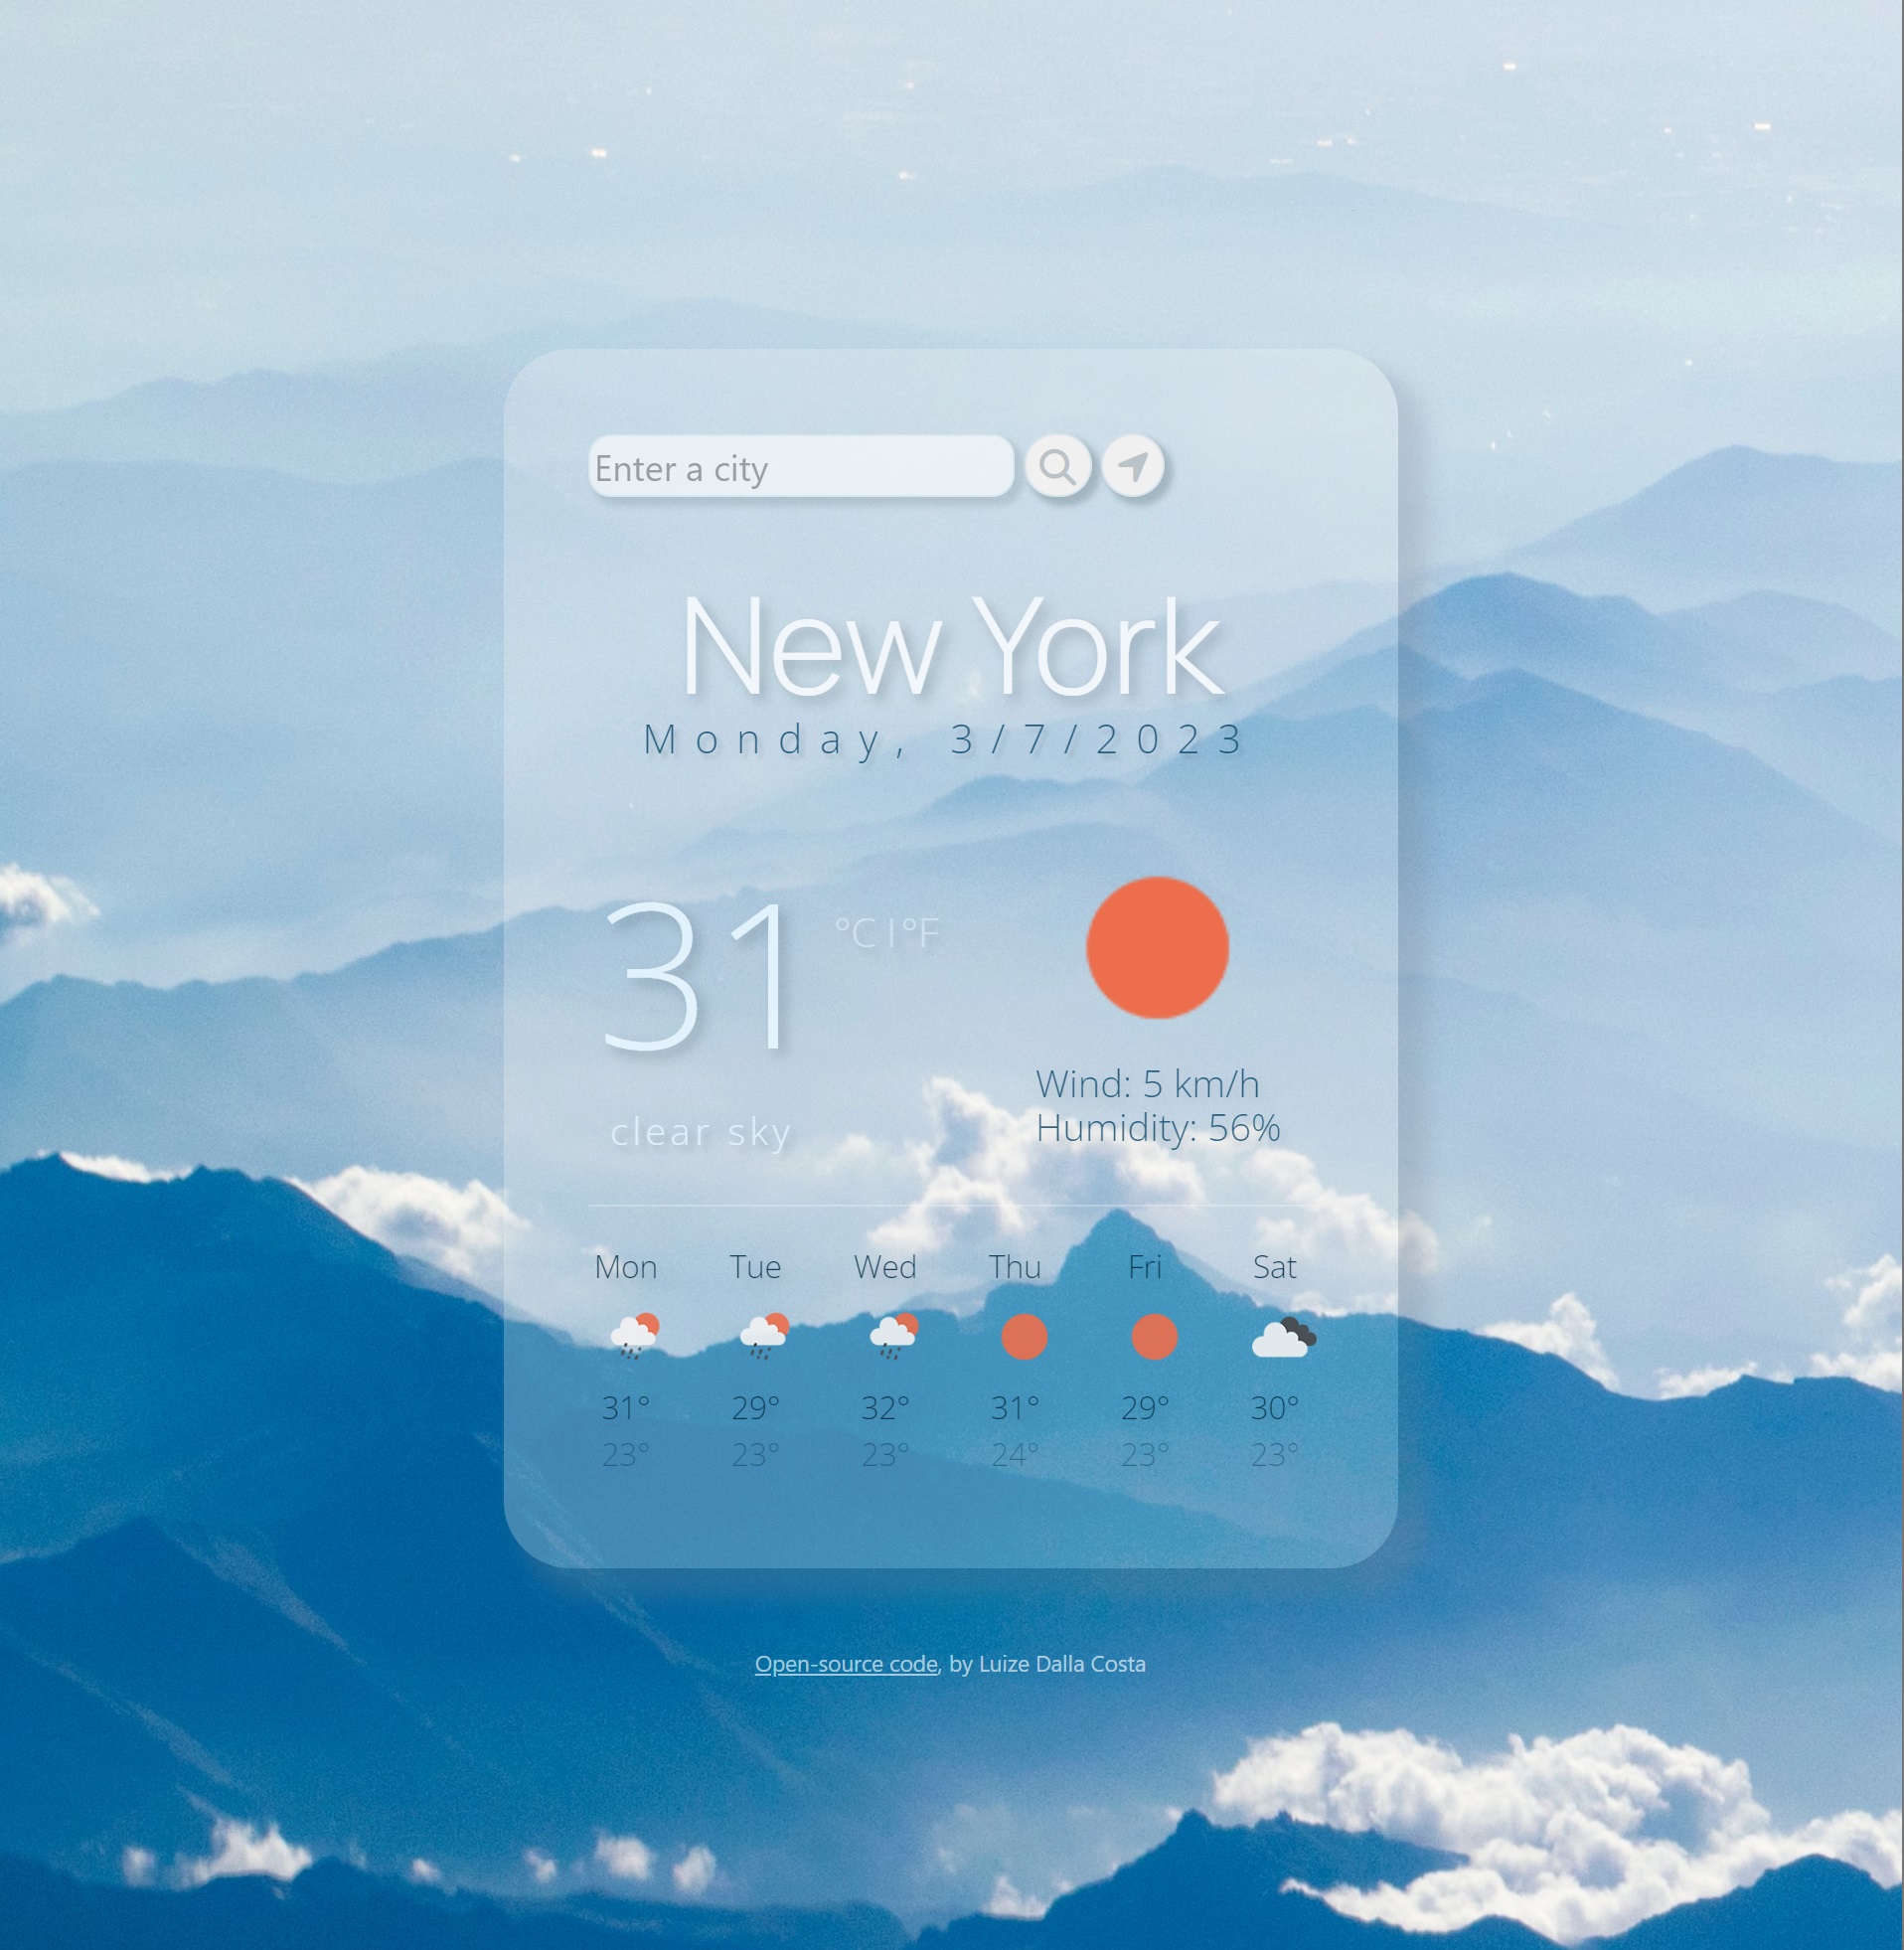 Enter a city
New York
Monday, 3/7/2023
31 °C | °F
Wind: 5 km/h
clear sky
Humidity: 56%
Mon Tue Wed Thu Fri Sat
31° 29° 32° 31° 29° 30°
23° 23° 23° 24° 23° 23°
Open-source code, by Luize Dalla Costa